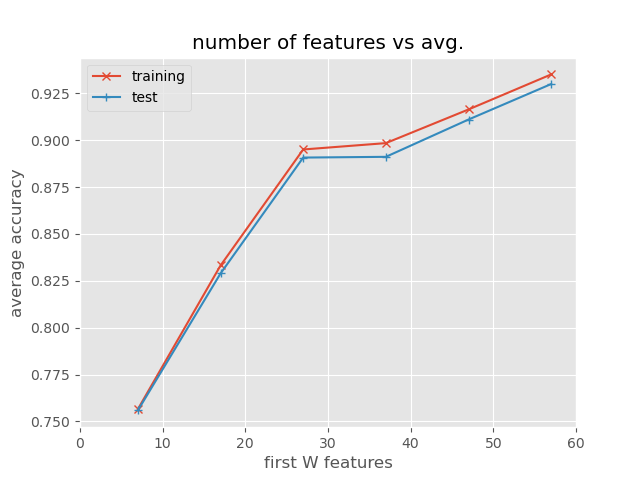 number of features vs avg.
training
test
average accuracy
0.925
0.900
0.875
0.850
0.825
0.800
0.775
0.750
0 10 20 30 40 50 60
first W features